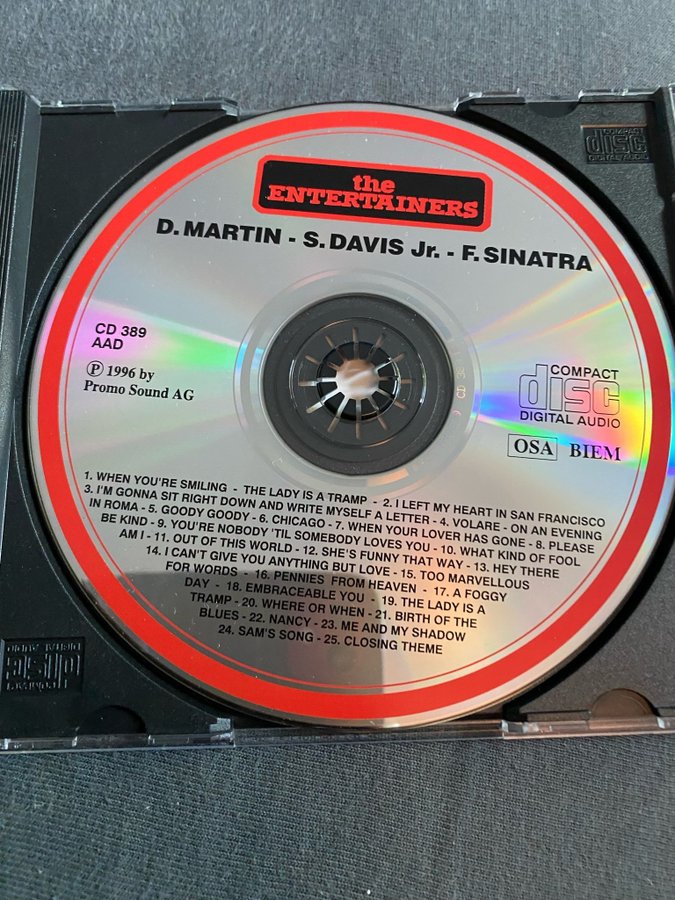 the
ENTERTAINERS
D. MARTIN - S. DAVIS Jr. - F. SINATRA
COMPACT
disc
DIGITAL AUDIO
CD 389
AAD
℗ 1996 by
Promo Sound AG
COMPACT
disc
DIGITAL AUDIO
OSA BIEM
1. WHEN YOU'RE SMILING - THE LADY IS A TRAMP - 2. I LEFT MY HEART IN SAN FRANCISCO
3. I'M GONNA SIT RIGHT DOWN AND WRITE MYSELF A LETTER - 4. VOLARE - ON AN EVENING
IN ROMA - 5. GOODY GOODY - 6. CHICAGO - 7. WHEN YOUR LOVER HAS GONE - 8. PLEASE
BE KIND - 9. YOU'RE NOBODY 'TIL SOMEBODY LOVES YOU - 10. WHAT KIND OF FOOL
AM I - 11. OUT OF THIS WORLD - 12. SHE'S FUNNY THAT WAY - 13. HEY THERE
14. I CAN'T GIVE YOU ANYTHING BUT LOVE - 15. TOO MARVELLOUS
FOR WORDS - 16. PENNIES FROM HEAVEN - 17. A FOGGY
DAY - 18. EMBRACEABLE YOU - 19. THE LADY IS A
TRAMP - 20. WHERE OR WHEN - 21. BIRTH OF THE
BLUES - 22. NANCY - 23. ME AND MY SHADOW
24. SAM'S SONG - 25. CLOSING THEME
COMPACT
disc
DIGITAL AUDIO